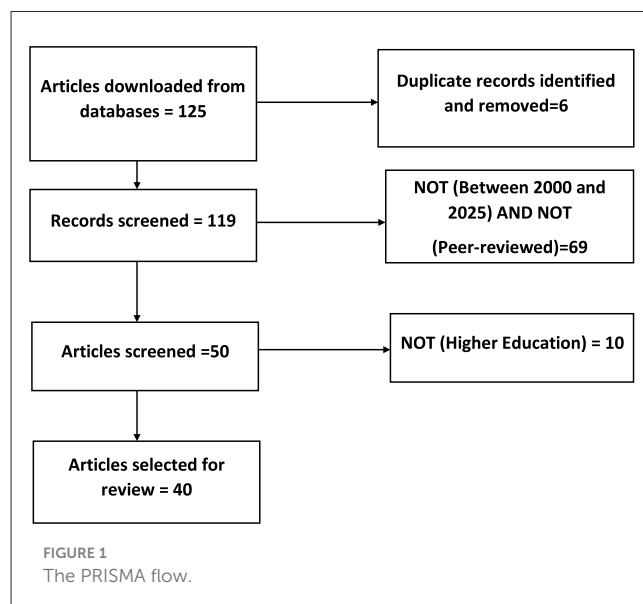 Articles downloaded from
databases = 125
Duplicate records identified
and removed=6
Records screened = 119
NOT (Between 2000 and
2025) AND NOT
(Peer-reviewed)=69
Articles screened =50
NOT (Higher Education) = 10
Articles selected for
review = 40
FIGURE 1
The PRISMA flow.